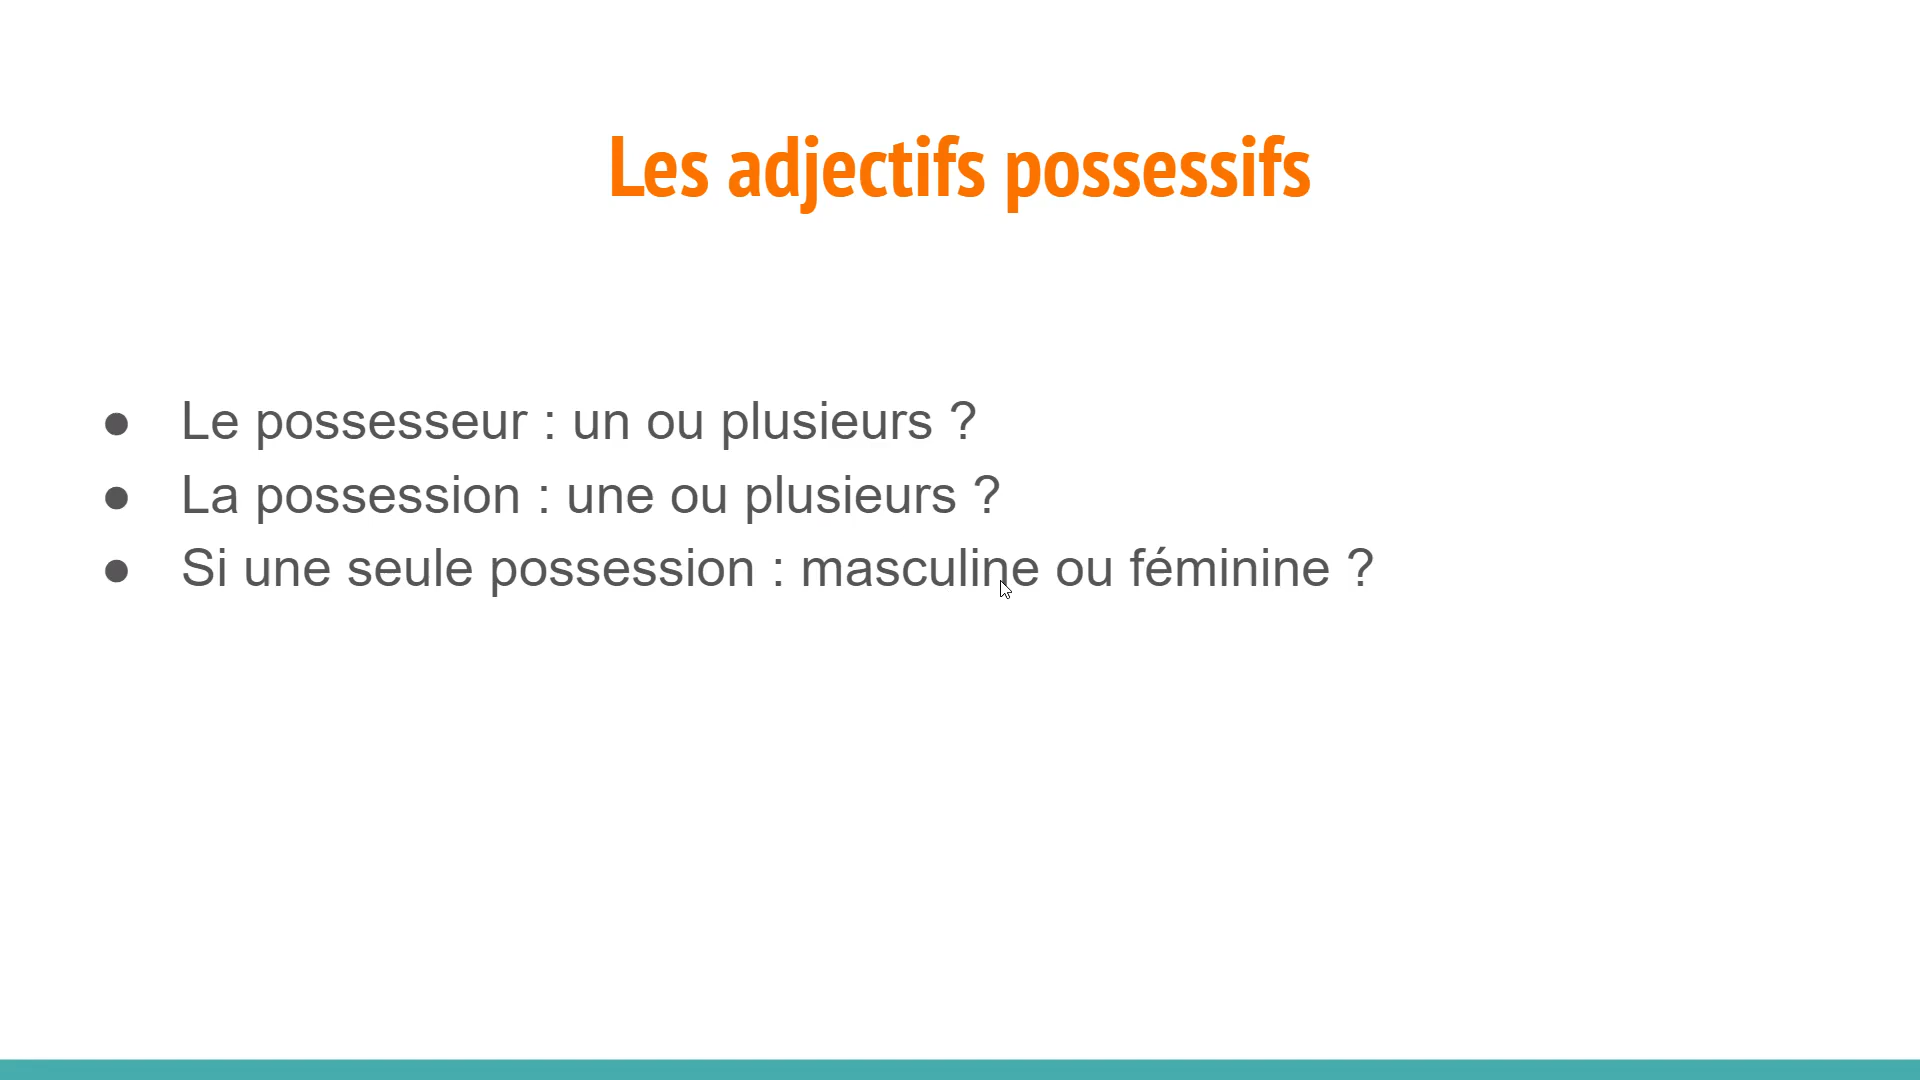 Les adjectifs possessifs
● Le possesseur : un ou plusieurs ?
● La possession : une ou plusieurs ?
● Si une seule possession : masculine ou féminine ?